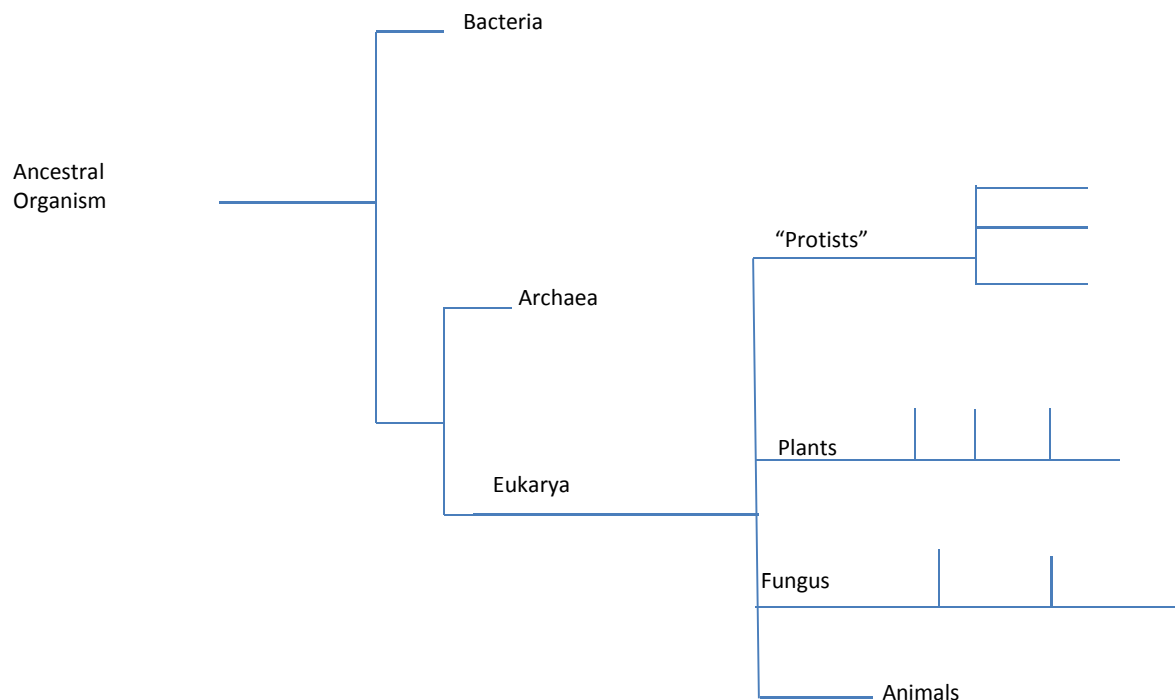 Bacteria
Ancestral
Organism
“Protists”
Archaea
Plants
Eukarya
Fungus
Animals